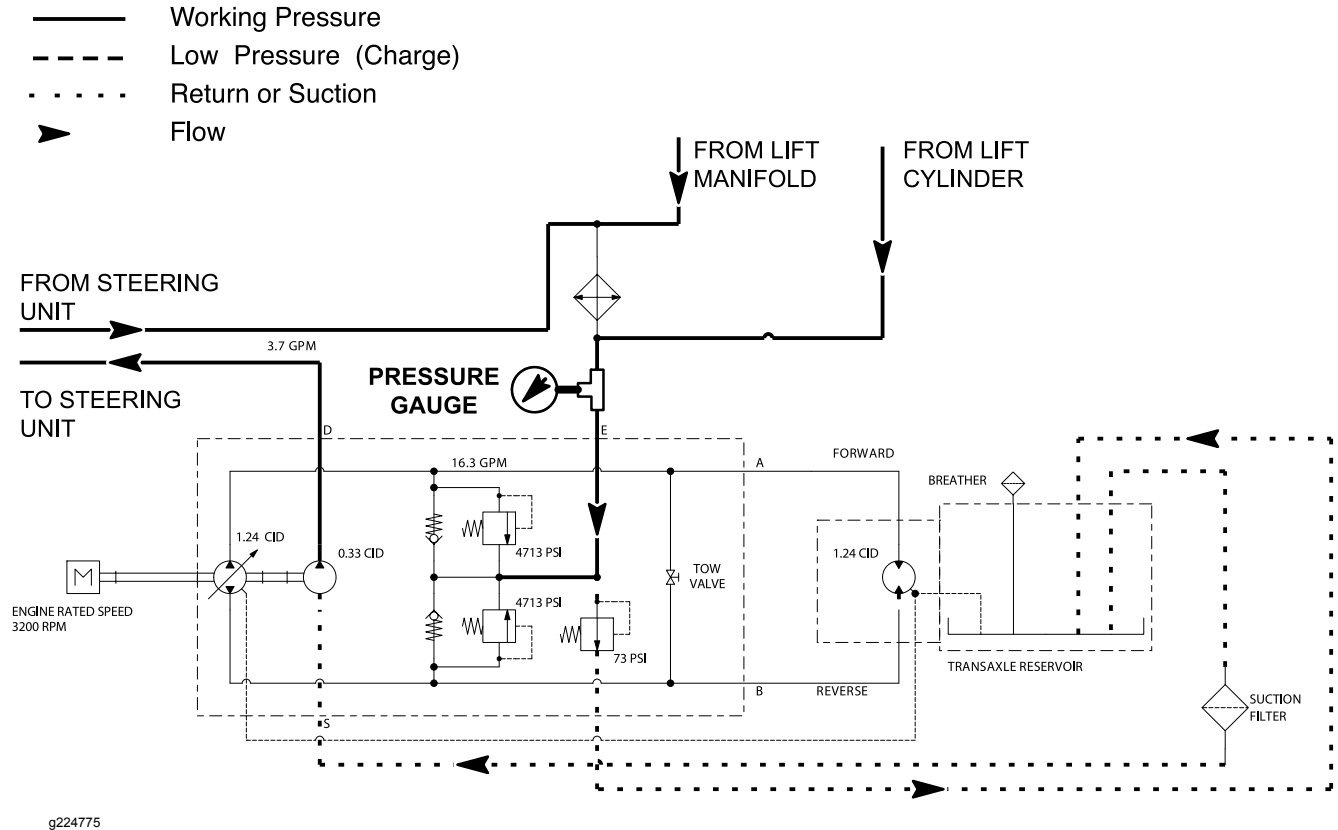 Working Pressure
Low Pressure (Charge)
Return or Suction
Flow
FROM LIFT
MANIFOLD
FROM LIFT
CYLINDER
FROM STEERING
UNIT
3.7 GPM
TO STEERING
UNIT
PRESSURE
GAUGE
D
E
16.3 GPM
A
FORWARD
BREATHER
1.24 CID
0.33 CID
4713 PSI
1.24 CID
M
TOW
VALVE
ENGINE RATED SPEED
3200 RPM
4713 PSI
73 PSI
TRANSAXLE RESERVOIR
B
REVERSE
S
SUCTION
FILTER
g224775